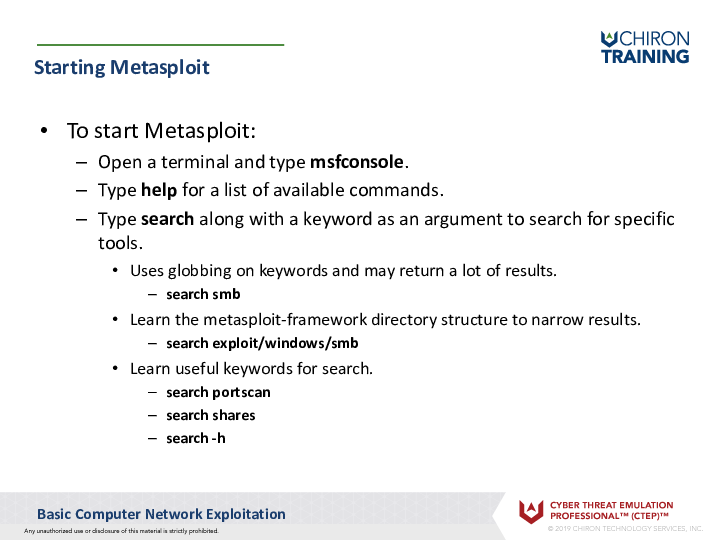 CHIRON
TRAINING
Starting Metasploit
• To start Metasploit:
– Open a terminal and type msfconsole.
– Type help for a list of available commands.
– Type search along with a keyword as an argument to search for specific
tools.
• Uses globbing on keywords and may return a lot of results.
– search smb
• Learn the metasploit-framework directory structure to narrow results.
– search exploit/windows/smb
• Learn useful keywords for search.
– search portscan
– search shares
– search -h
Basic Computer Network Exploitation
Any unauthorized use or disclosure of this material is strictly prohibited.
CYBER THREAT EMULATION
PROFESSIONAL™ (CTEP)™
© 2019 CHIRON TECHNOLOGY SERVICES, INC.